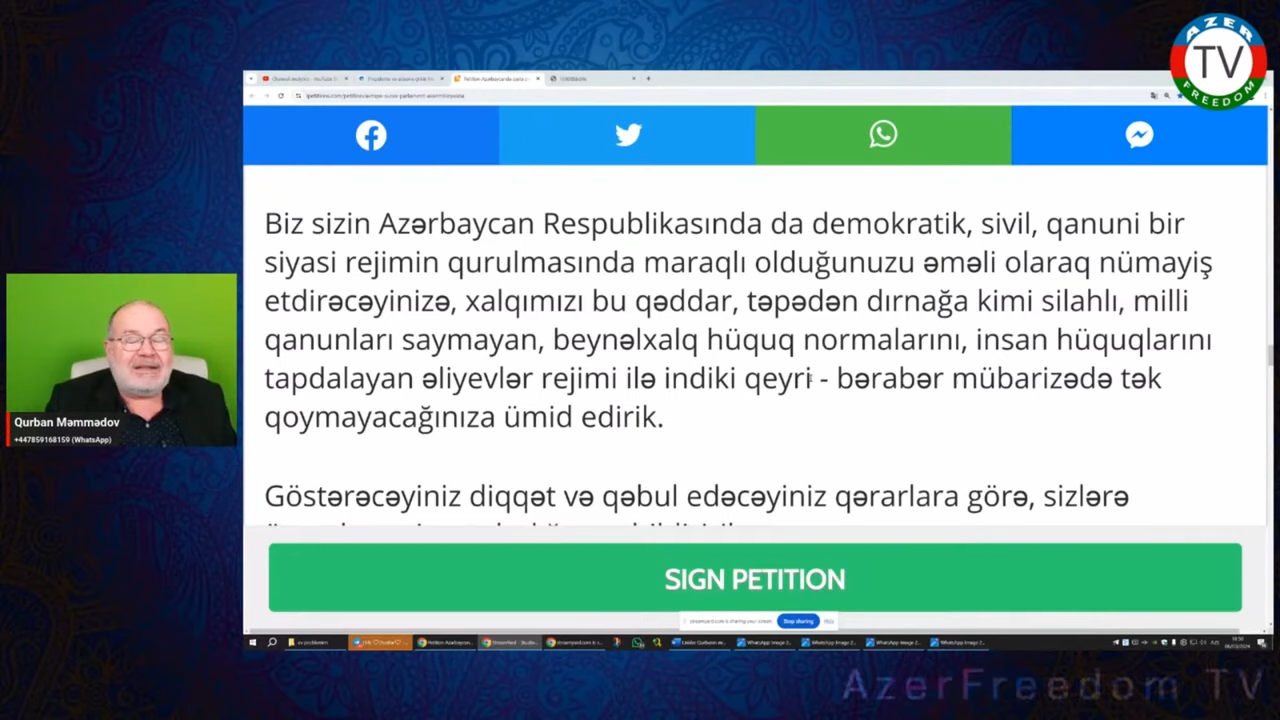 AZER
TV
FREEDOM
Biz sizin Azərbaycan Respublikasında da demokratik, sivil, qanuni bir
siyasi rejimin qurulmasında maraqlı olduğunuzu əməli olaraq nümayiş
etdirəcəyinizə, xalqımızı bu qəddar, təpədən dırnağa kimi silahlı, milli
qanunları saymayan, beynəlxalq hüquq normalarını, insan hüquqlarını
tapdalayan əliyevlər rejimi ilə indiki qeyri - bərabər mübarizədə tək
qoymayacağınıza ümid edirik.
Göstərəcəyiniz diqqət və qəbul edəcəyiniz qərarlara görə, sizlərə
SIGN PETITION
Qurban Məmmədov
+447859168159 (WhatsApp)
Stop sharing
AzerFreedom TV